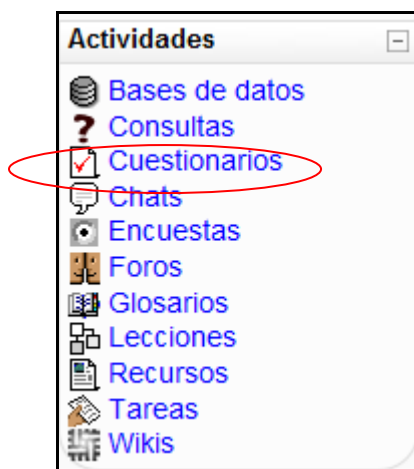 Actividades
Bases de datos
Consultas
Cuestionarios
Chats
Encuestas
Foros
Glosarios
Lecciones
Recursos
Tareas
Wikis